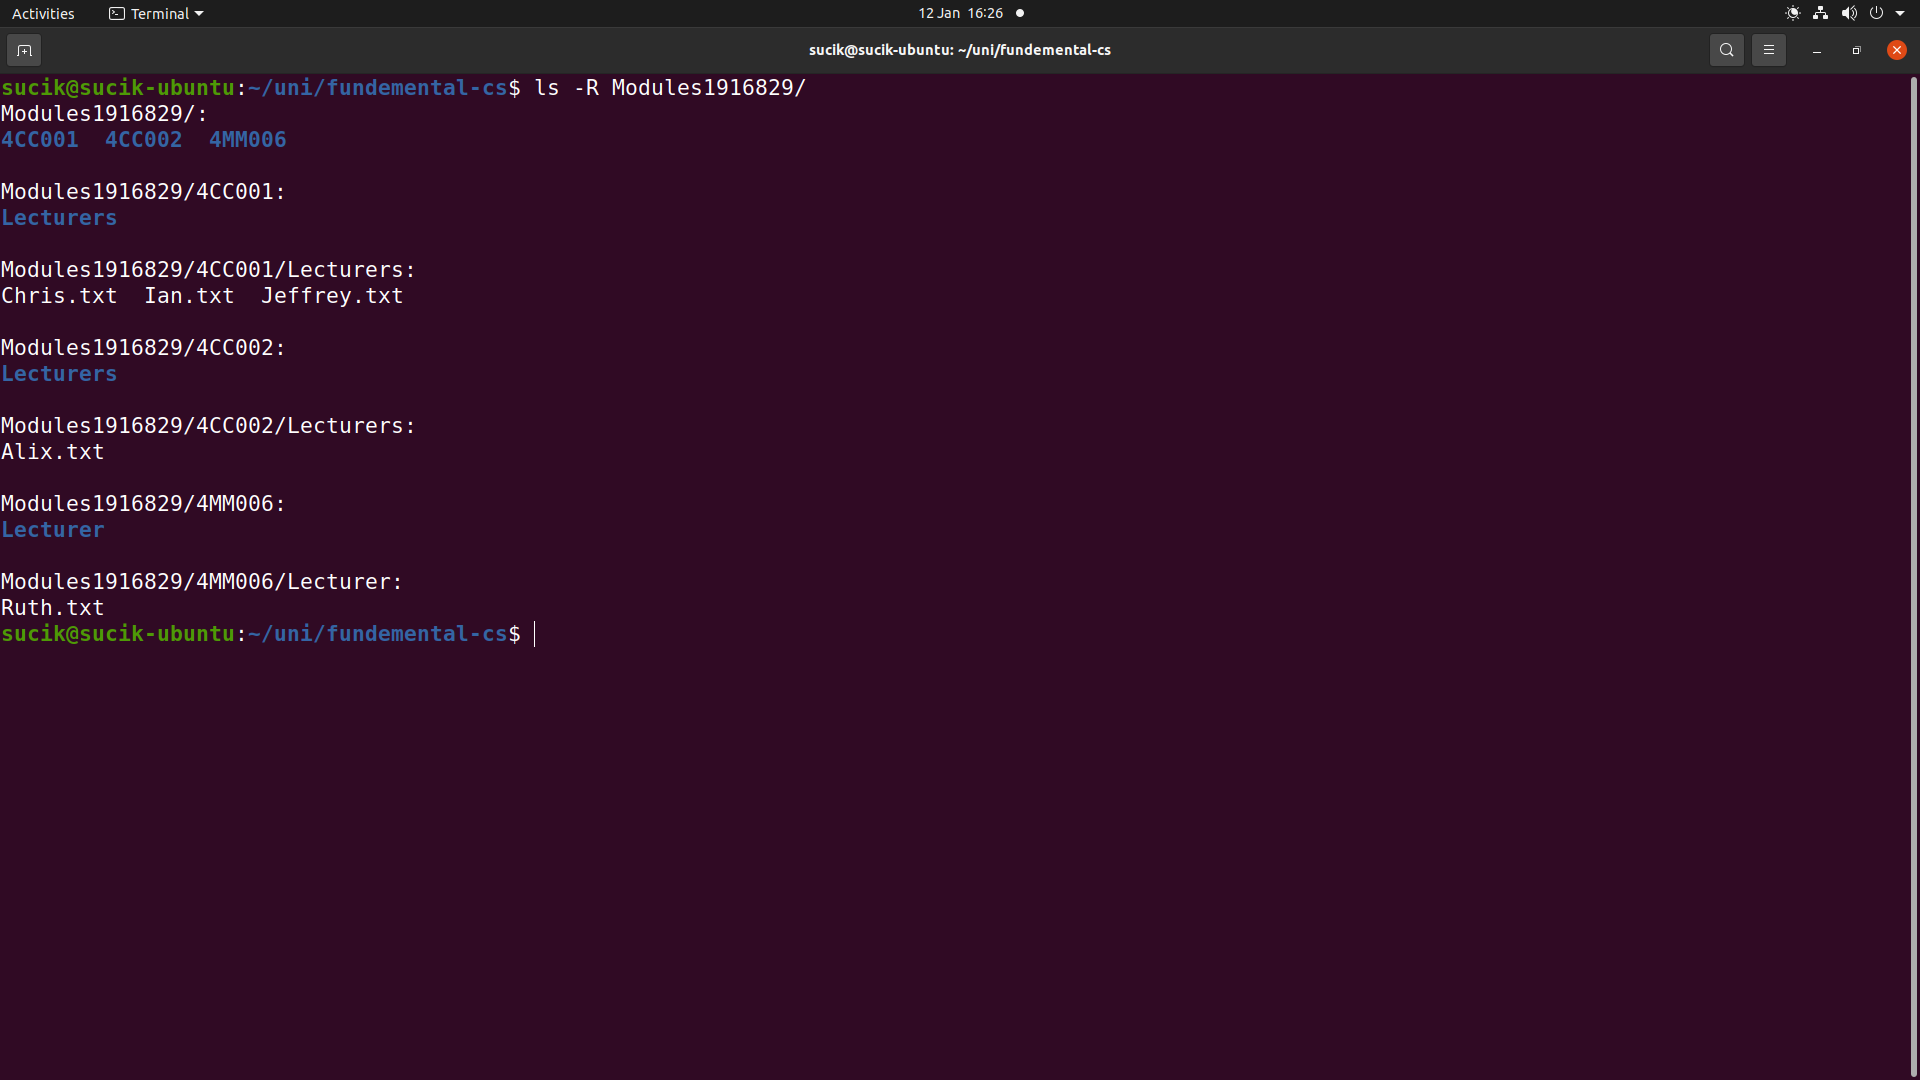 Activities Terminal 12 Jan 16:26
sucik@sucik-ubuntu: ~/uni/fundemental-cs
sucik@sucik-ubuntu:~/uni/fundemental-cs$ ls -R Modules1916829/
Modules1916829/:
4CC001  4CC002  4MM006
Modules1916829/4CC001:
Lecturers
Modules1916829/4CC001/Lecturers:
Chris.txt  Ian.txt  Jeffrey.txt
Modules1916829/4CC002:
Lecturers
Modules1916829/4CC002/Lecturers:
Alix.txt
Modules1916829/4MM006:
Lecturer
Modules1916829/4MM006/Lecturer:
Ruth.txt
sucik@sucik-ubuntu:~/uni/fundemental-cs$